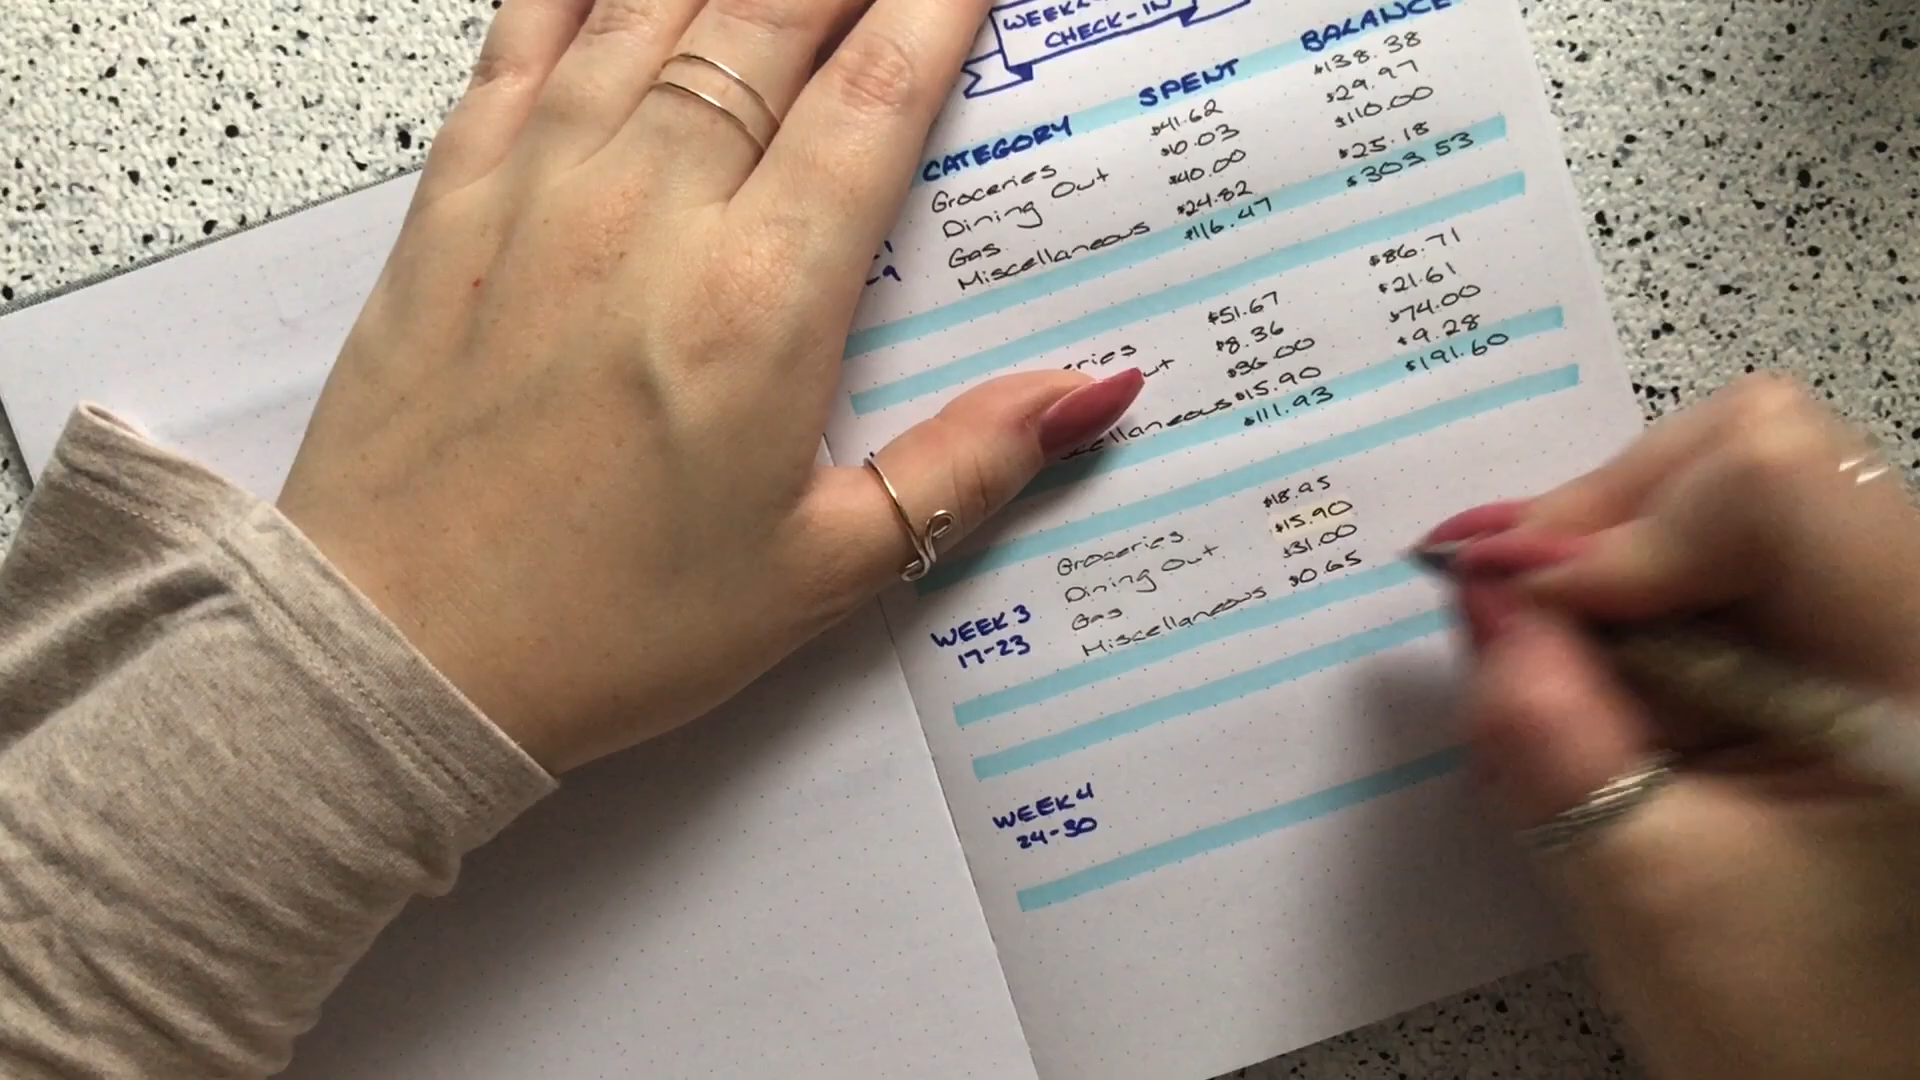 CHECK-IN
CATEGORY SPENT BALANCE
Groceries $41.62 $138.38
Dining Out $10.03 $29.97
Gas $40.00 $110.00
Miscellaneous $24.82 $25.18
$116.47 $303.53
$51.67 $86.71
$8.36 $21.61
$36.00 $74.00
$15.90 $9.28
$111.93 $191.60
Groceries $18.95
Dining Out $15.90
WEEK 3 Gas $31.00
17-23 Miscellaneous $0.65
WEEK 4
24-30